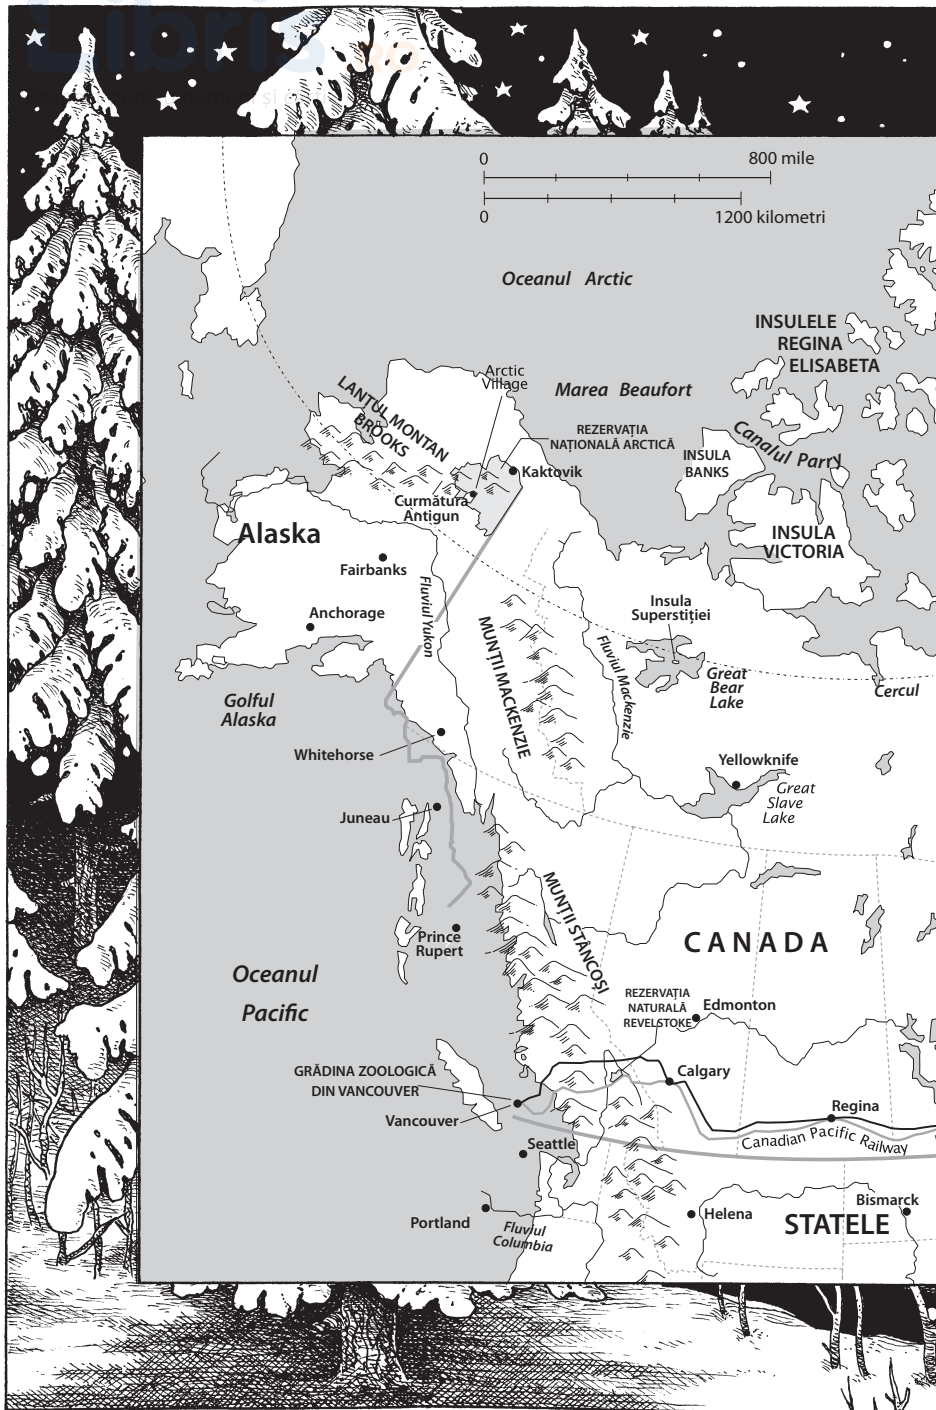 Libris .RO
0 800 mile
0 1200 kilometri
Oceanul Arctic
INSULELE
REGINA
ELISABETA
Arctic
Village
Marea Beaufort
LANȚUL MONTAN
BROOKS
REZERVAȚIA
NAȚIONALĂ ARCTICĂ
Canalul Parry
INSULA
BANKS
Kaktovik
Curmătura
Antigun
Alaska
INSULA
VICTORIA
Fairbanks
Fluviul Yukon
Anchorage
Insula
Superstiției
MUNȚII MACKENZIE
Fluviul Mackenzie
Great
Bear
Lake
Cercul
Golful
Alaska
Whitehorse
Yellowknife
Great
Slave
Lake
Juneau
MUNȚII STÂNCOȘI
Prince
Rupert
CANADA
Oceanul
Pacific
REZERVAȚIA
NATURALĂ
REVELSTOKE
Edmonton
GRĂDINA ZOOLOGICĂ
DIN VANCOUVER
Calgary
Vancouver
Regina
Canadian Pacific Railway
Seattle
Bismarck
Portland
Helena
STATELE
Fluviul
Columbia